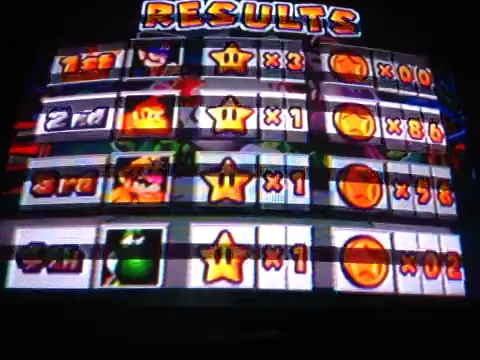 RESULTS
1st ×3 ×00
2nd ×1 ×86
3rd ×1 ×58
4th ×1 ×02